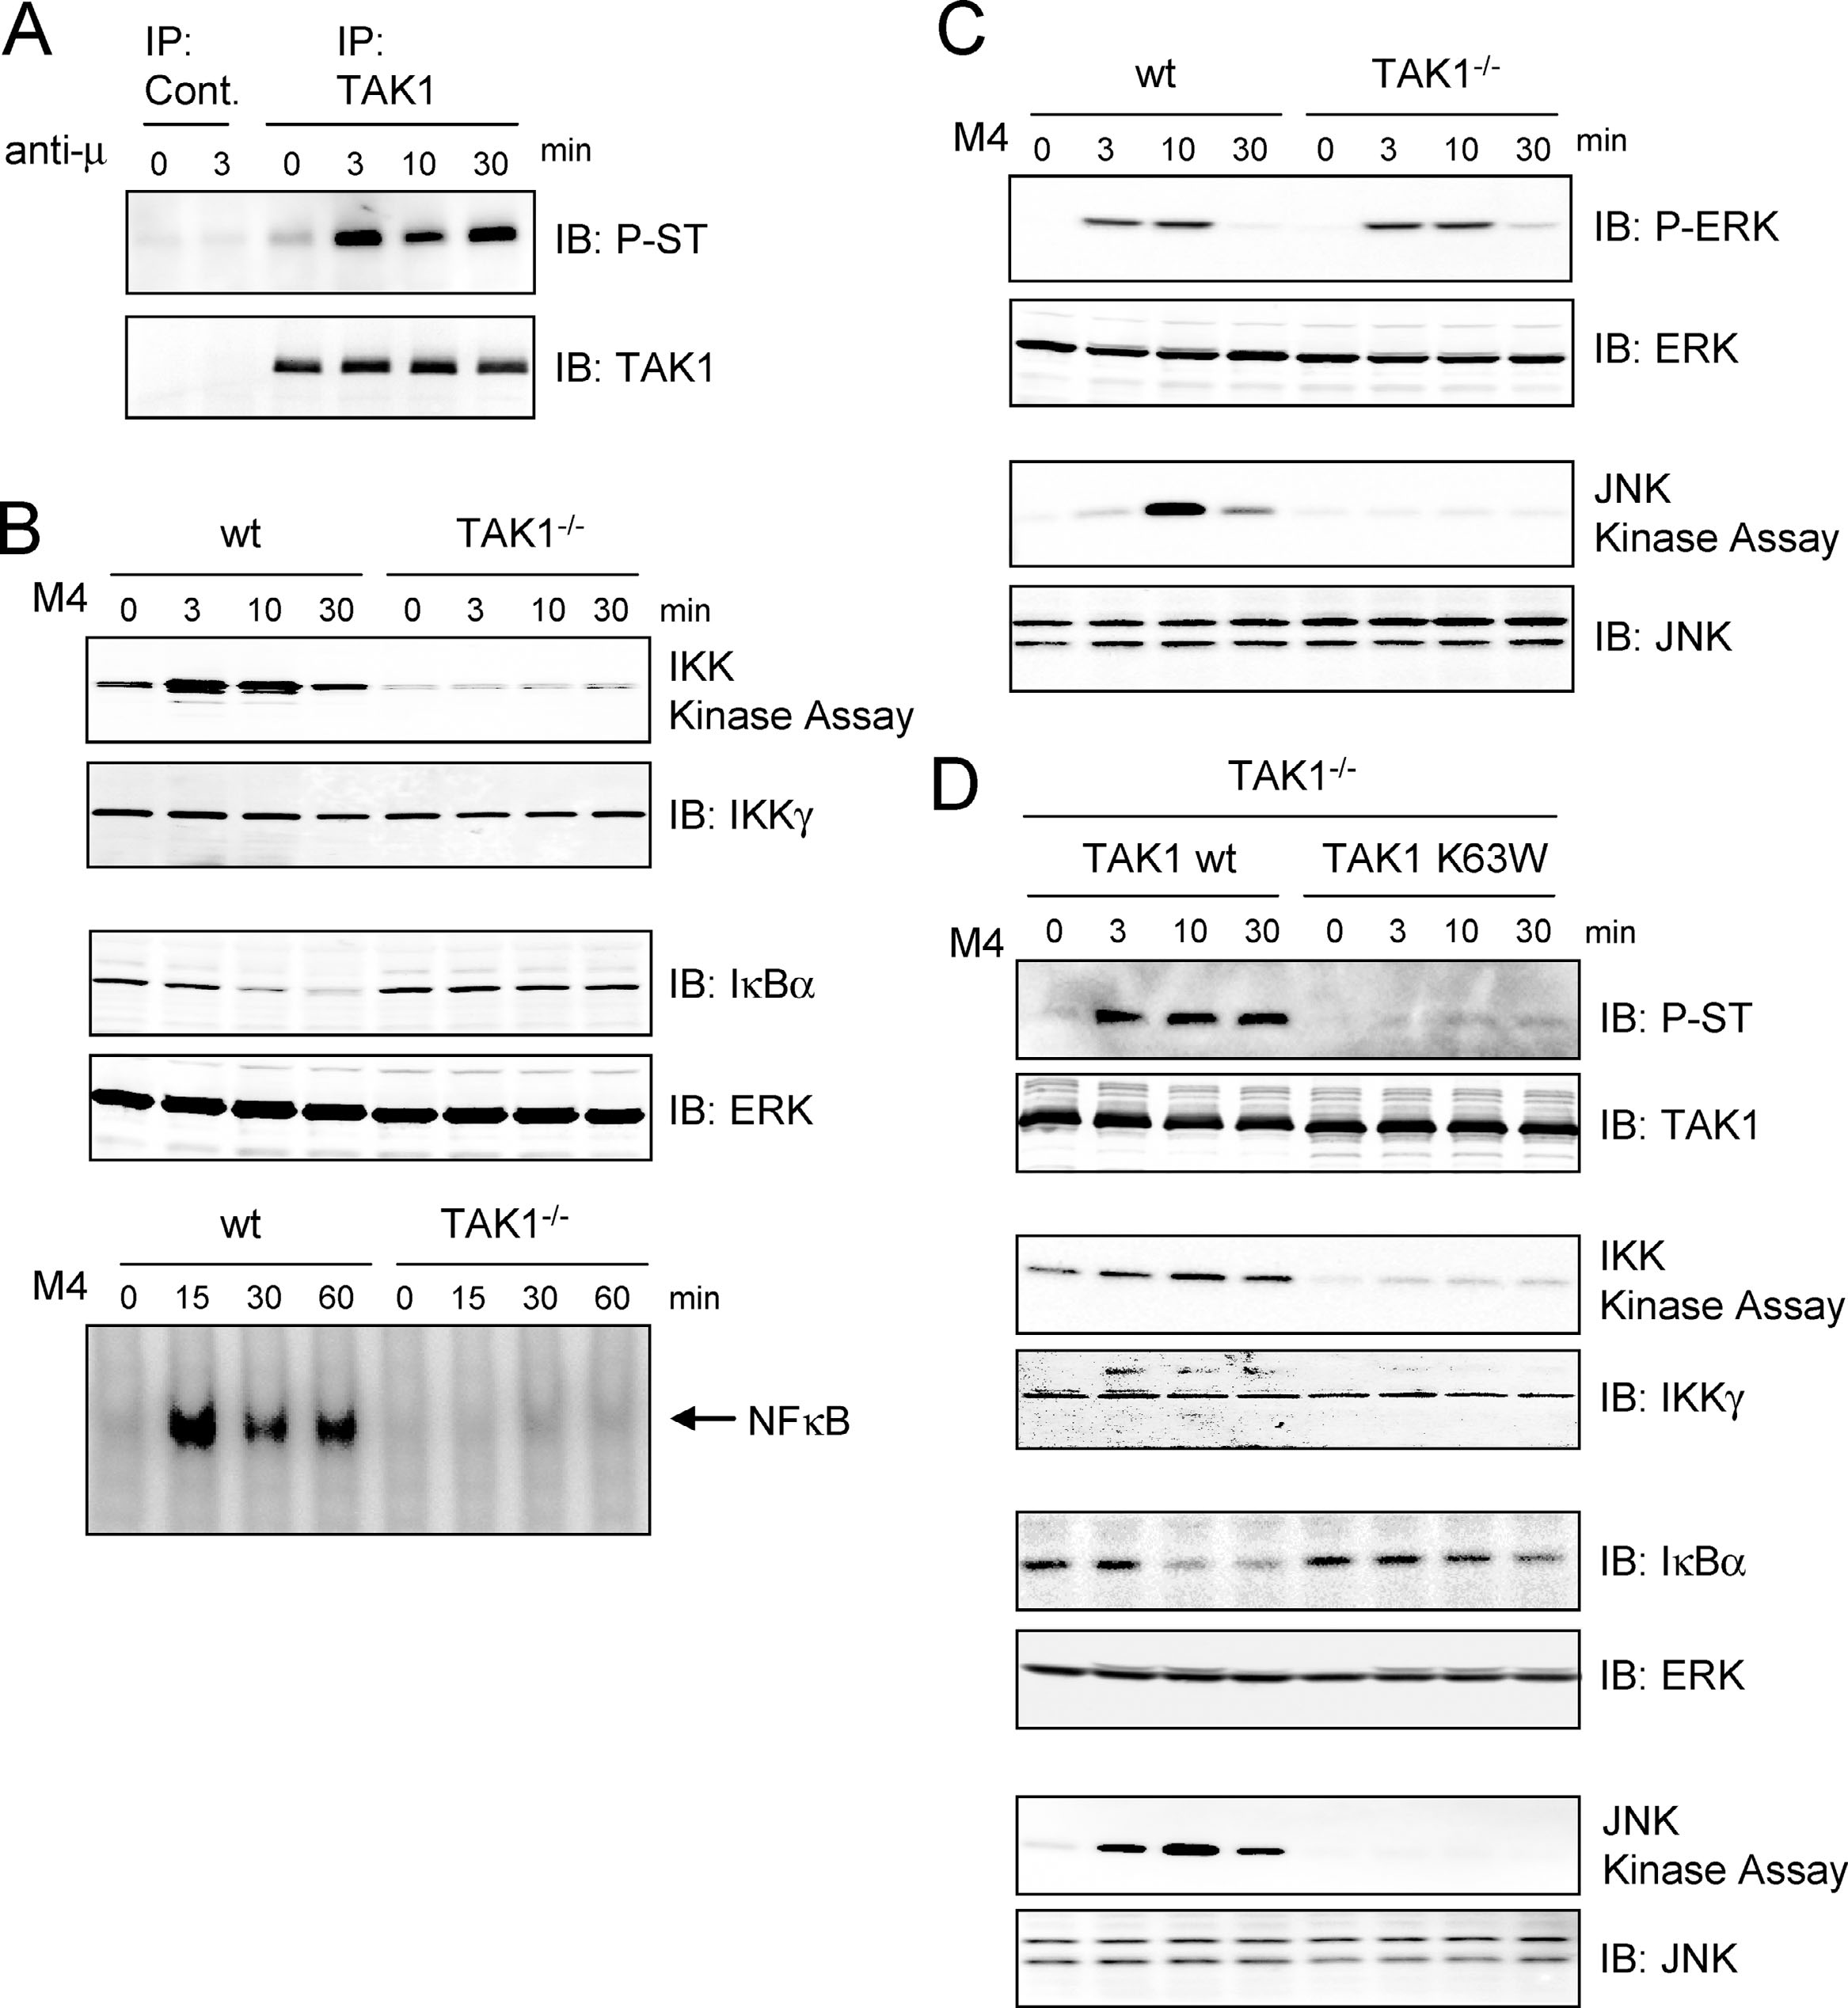 A
IP: IP:
Cont. TAK1
anti-μ 0 3 0 3 10 30 min
IB: P-ST
IB: TAK1
B
wt TAK1-/-
M4 0 3 10 30 0 3 10 30 min
IKK
Kinase Assay
IB: IKKγ
IB: IκBα
IB: ERK
wt TAK1-/-
M4 0 15 30 60 0 15 30 60 min
NFκB
C
wt TAK1-/-
M4 0 3 10 30 0 3 10 30 min
IB: P-ERK
IB: ERK
JNK
Kinase Assay
IB: JNK
D
TAK1-/-
TAK1 wt TAK1 K63W
M4 0 3 10 30 0 3 10 30 min
IB: P-ST
IB: TAK1
IKK
Kinase Assay
IB: IKKγ
IB: IκBα
IB: ERK
JNK
Kinase Assay
IB: JNK